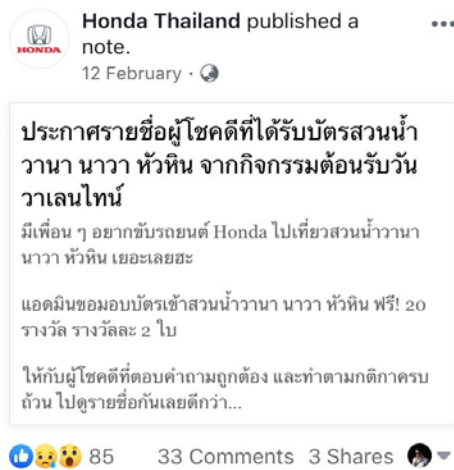 Honda Thailand published a
note.
HONDA
12 February ·
ประกาศรายชื่อผู้โชคดีที่ได้รับบัตรสวนน้ำ
วานา นาวา หัวหิน จากกิจกรรมต้อนรับวัน
วาเลนไทน์
มีเพื่อน ๆ อยากขับรถยนต์ Honda ไปเที่ยวสวนน้ำวานา
นาวา หัวหิน เยอะเลยฮะ
แอดมินขอมอบบัตรเข้าสวนน้ำวานา นาวา หัวหิน ฟรี! 20
รางวัล รางวัลละ 2 ใบ
ให้กับผู้โชคดีที่ตอบคำถามถูกต้อง และทำตามกติกาครบ
ถ้วน ไปดูรายชื่อกันเลยดีกว่า...
85 33 Comments 3 Shares